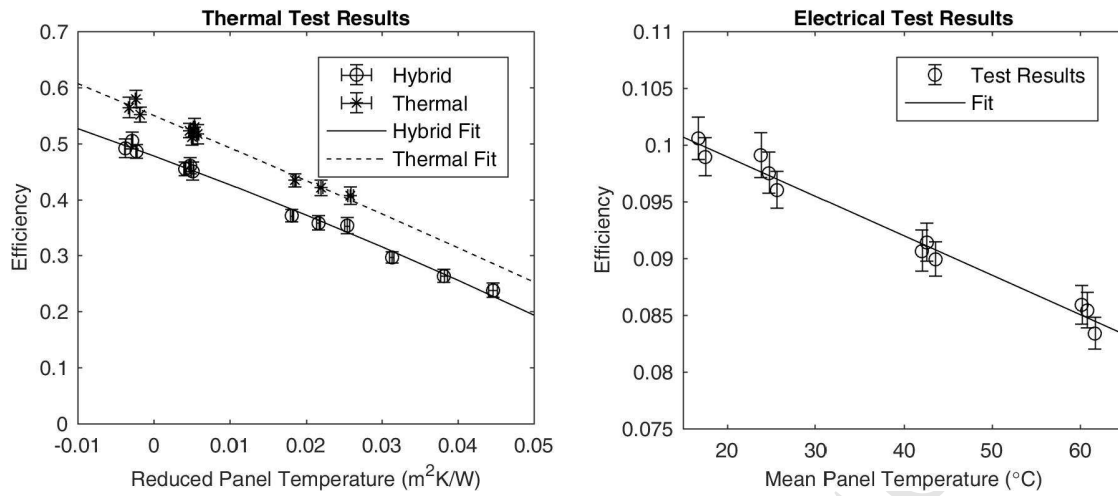 Thermal Test Results
0.7
0.6
0.5
0.4
0.3
0.2
0.1
0
Efficiency
Hybrid
Thermal
Hybrid Fit
Thermal Fit
-0.01
0
0.01
0.02
0.03
0.04
0.05
Reduced Panel Temperature (m²K/W)
Electrical Test Results
0.11
0.105
0.1
0.095
0.09
0.085
0.08
0.075
Efficiency
Test Results
Fit
20
30
40
50
60
Mean Panel Temperature (°C)